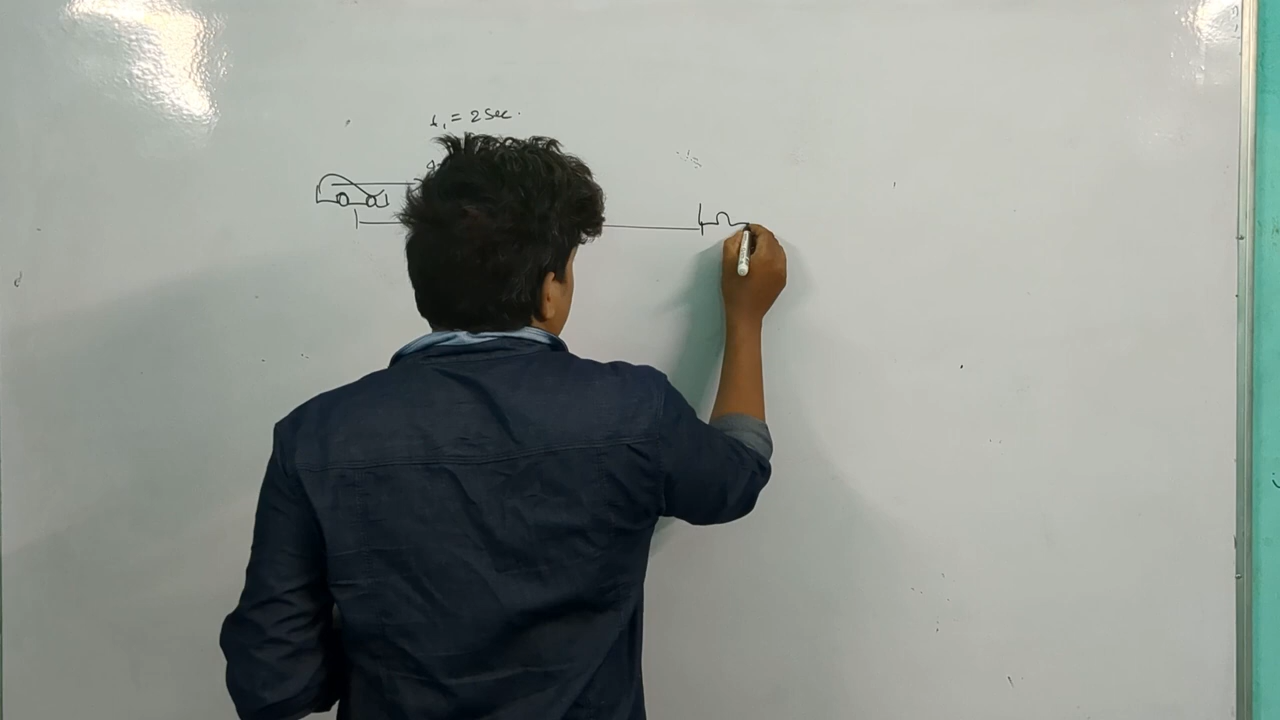 t₁ = 2 sec.